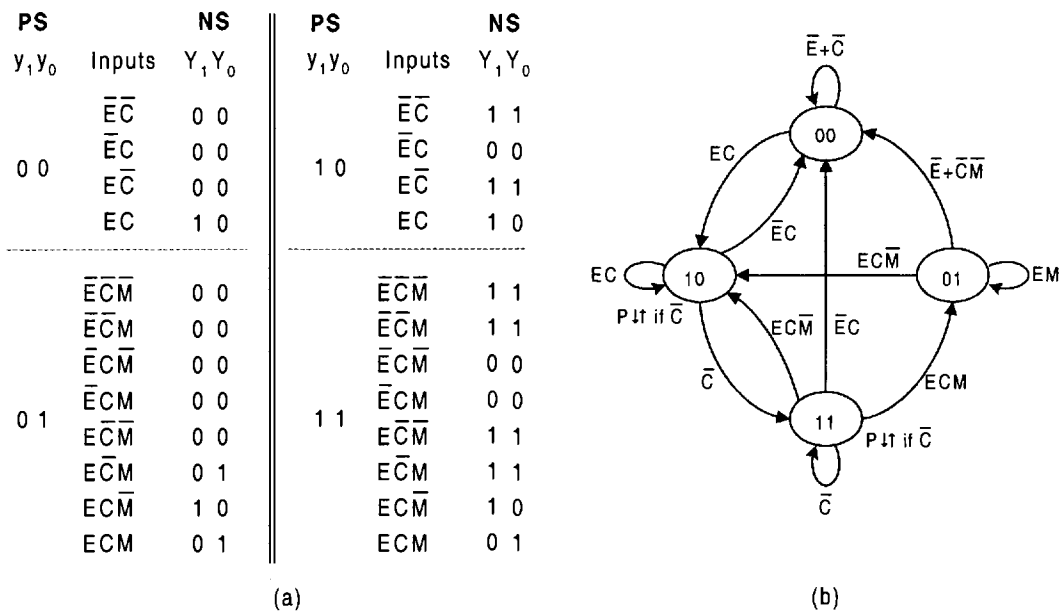 PS NS PS NS
y₁y₀ Inputs Y₁Y₀ y₁y₀ Inputs Y₁Y₀
E̅C̅ 0 0 E̅C̅ 1 1
E̅C 0 0 E̅C 0 0
0 0 1 0
EC̅ 0 0 EC̅ 1 1
EC 1 0 EC 1 0
E̅C̅M̅ 0 0 E̅C̅M̅ 1 1
E̅C̅M 0 0 E̅C̅M 1 1
E̅CM̅ 0 0 E̅CM̅ 0 0
E̅CM 0 0 E̅CM 0 0
0 1 1 1
EC̅M̅ 0 0 EC̅M̅ 1 1
EC̅M 0 1 EC̅M 1 1
ECM̅ 1 0 ECM̅ 1 0
ECM 0 1 ECM 0 1
(a)
E̅+C̅
00
EC
E̅+C̅M̅
E̅C
EC
10
ECM̅
01
EM
P↓↑ if C̅
ECM̅
E̅C
C̅
ECM
11
P↓↑ if C̅
C̅
(b)